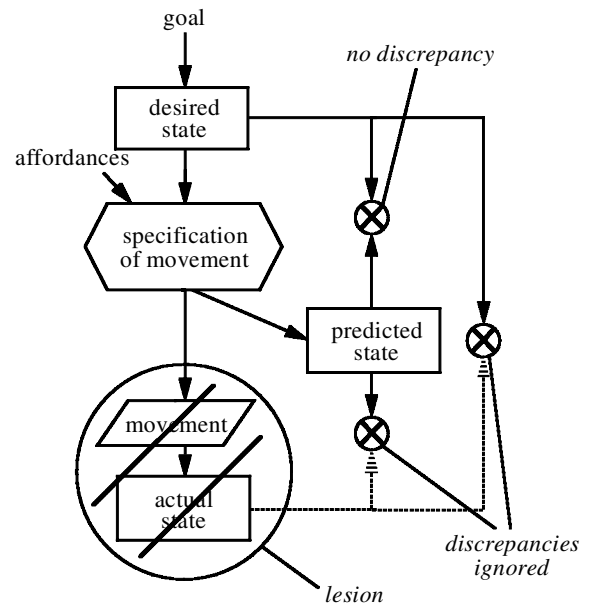 goal
no discrepancy
desired
state
affordances
specification
of movement
predicted
state
movement
actual
state
discrepancies
ignored
lesion